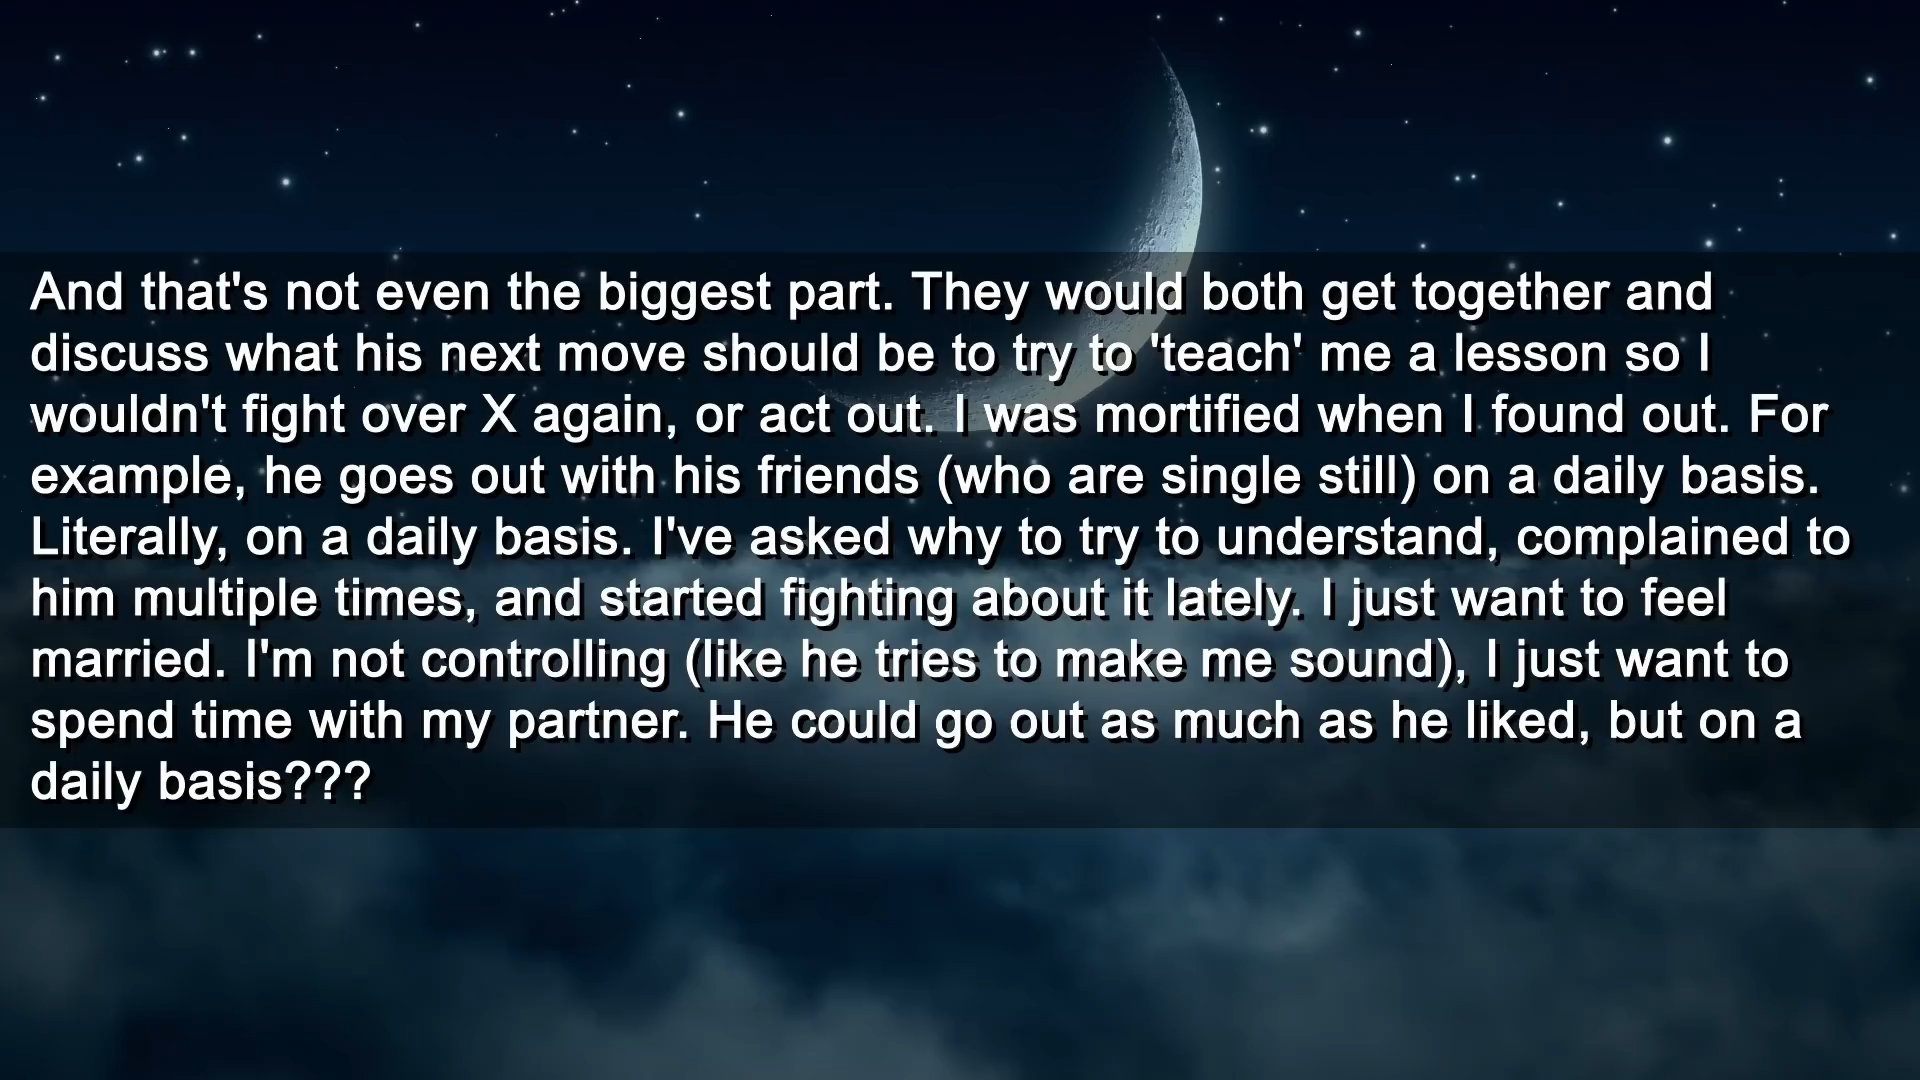 And that's not even the biggest part. They would both get together and
discuss what his next move should be to try to 'teach' me a lesson so I
wouldn't fight over X again, or act out. I was mortified when I found out. For
example, he goes out with his friends (who are single still) on a daily basis.
Literally, on a daily basis. I've asked why to try to understand, complained to
him multiple times, and started fighting about it lately. I just want to feel
married. I'm not controlling (like he tries to make me sound), I just want to
spend time with my partner. He could go out as much as he liked, but on a
daily basis???